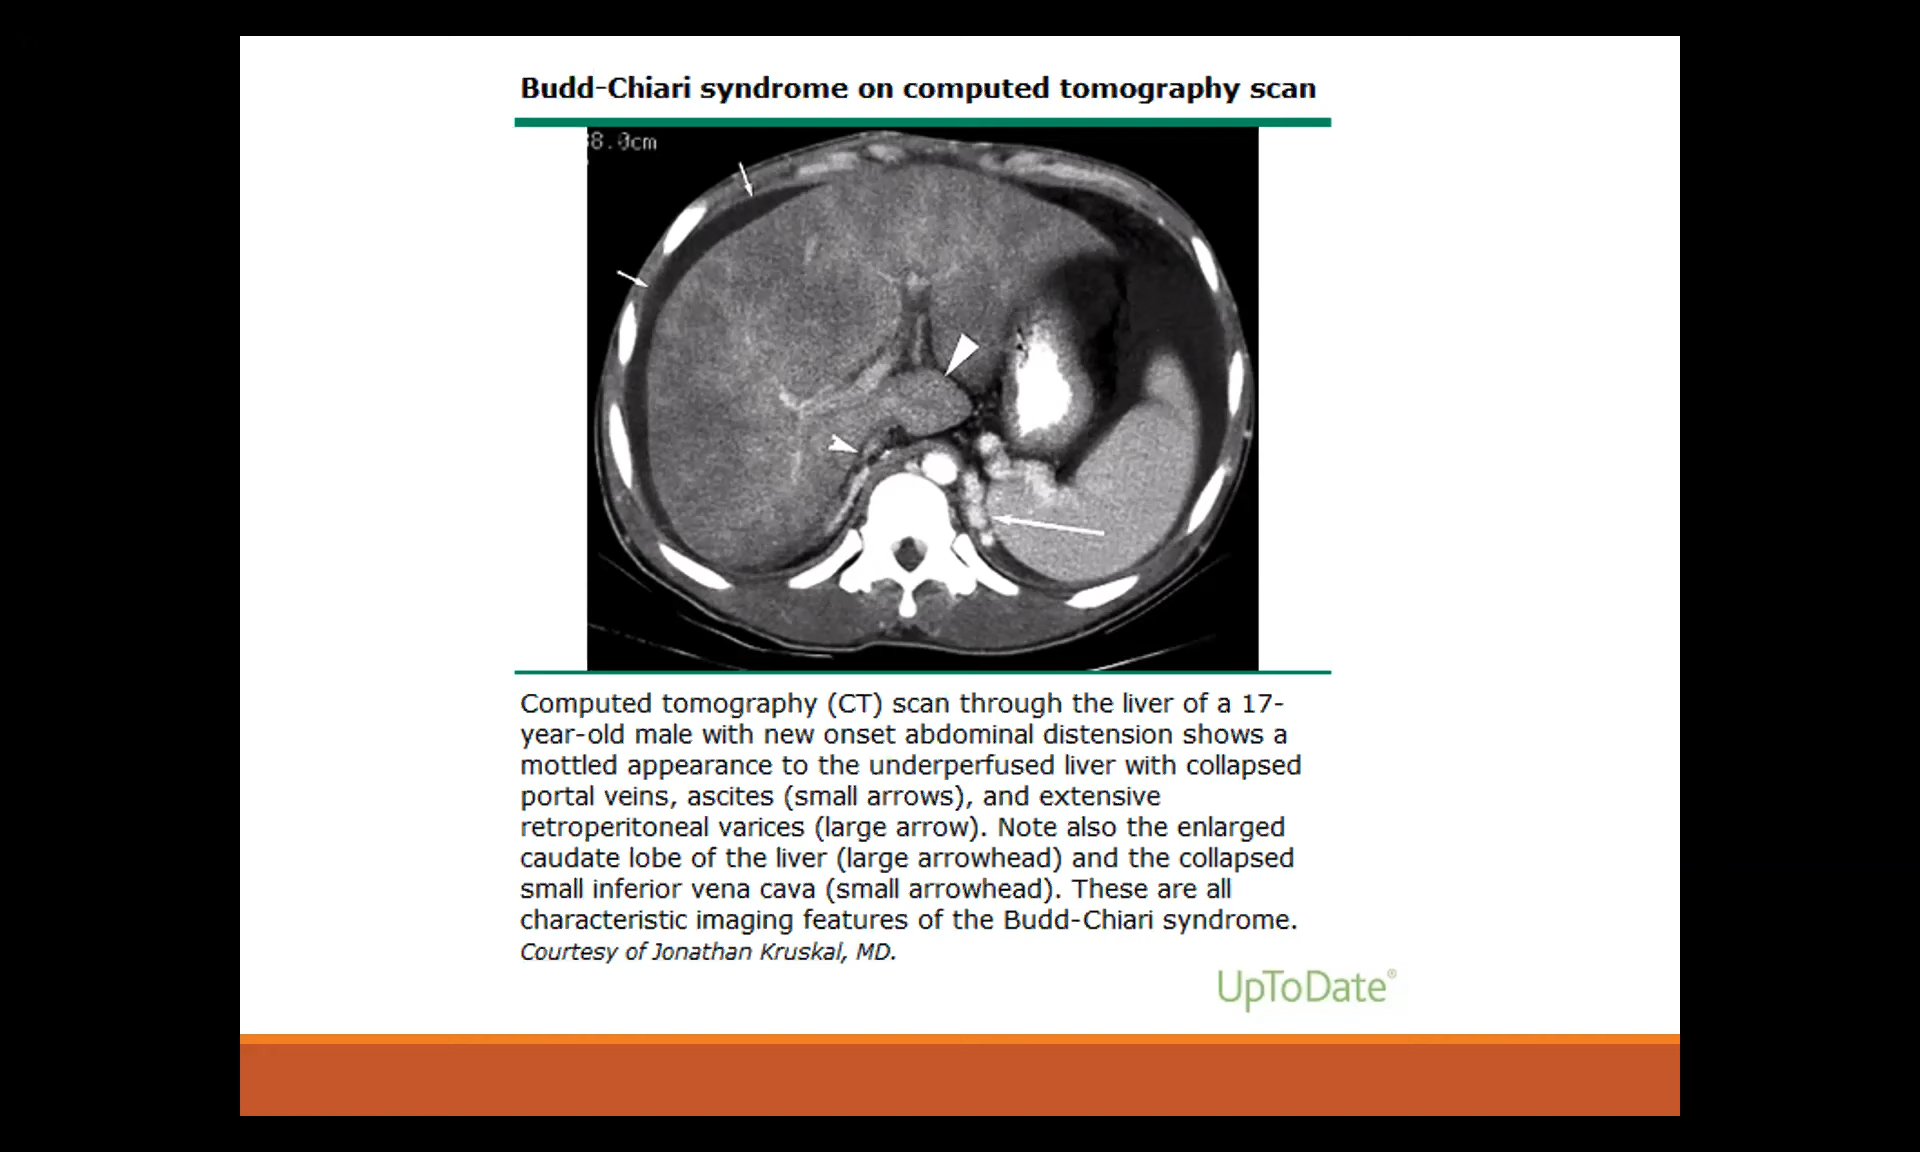 Budd-Chiari syndrome on computed tomography scan
8.0cm
Computed tomography (CT) scan through the liver of a 17-
year-old male with new onset abdominal distension shows a
mottled appearance to the underperfused liver with collapsed
portal veins, ascites (small arrows), and extensive
retroperitoneal varices (large arrow). Note also the enlarged
caudate lobe of the liver (large arrowhead) and the collapsed
small inferior vena cava (small arrowhead). These are all
characteristic imaging features of the Budd-Chiari syndrome.
Courtesy of Jonathan Kruskal, MD.
UpToDate®